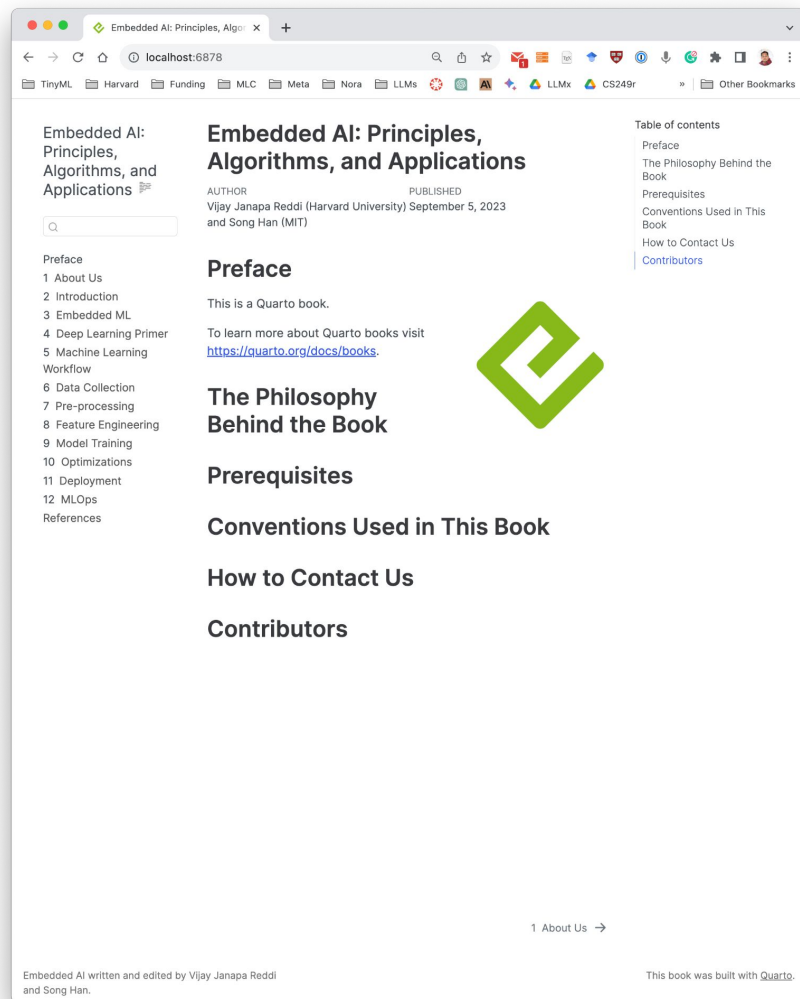 Embedded AI: Principles, Algor
localhost:6878
TinyML Harvard Funding MLC Meta Nora LLMs LLMx CS249r » Other Bookmarks
Embedded AI:
Principles,
Algorithms, and
Applications
Preface
1 About Us
2 Introduction
3 Embedded ML
4 Deep Learning Primer
5 Machine Learning
Workflow
6 Data Collection
7 Pre-processing
8 Feature Engineering
9 Model Training
10 Optimizations
11 Deployment
12 MLOps
References
Embedded AI: Principles,
Algorithms, and Applications
AUTHOR PUBLISHED
Vijay Janapa Reddi (Harvard University) September 5, 2023
and Song Han (MIT)
Preface
This is a Quarto book.
To learn more about Quarto books visit
https://quarto.org/docs/books.
The Philosophy
Behind the Book
Prerequisites
Conventions Used in This Book
How to Contact Us
Contributors
Table of contents
Preface
The Philosophy Behind the
Book
Prerequisites
Conventions Used in This
Book
How to Contact Us
Contributors
1 About Us →
Embedded AI written and edited by Vijay Janapa Reddi
and Song Han.
This book was built with Quarto.